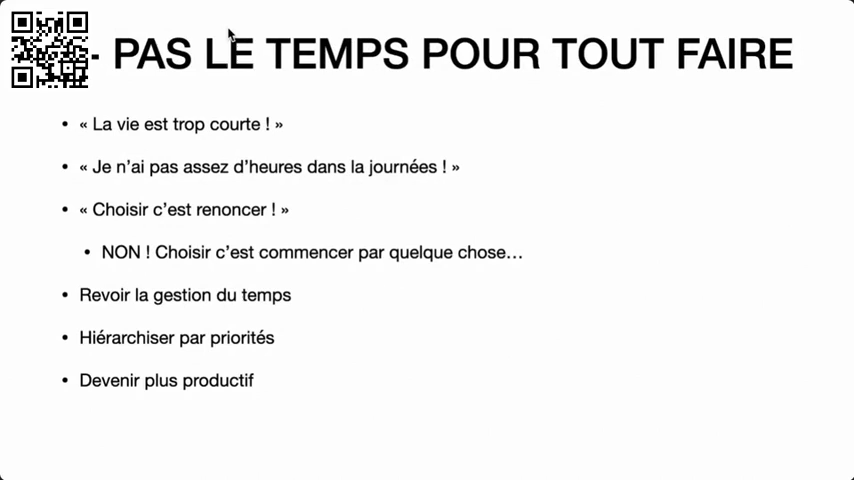 - PAS LE TEMPS POUR TOUT FAIRE
• « La vie est trop courte ! »
• « Je n’ai pas assez d’heures dans la journées ! »
• « Choisir c’est renoncer ! »
• NON ! Choisir c’est commencer par quelque chose…
• Revoir la gestion du temps
• Hiérarchiser par priorités
• Devenir plus productif